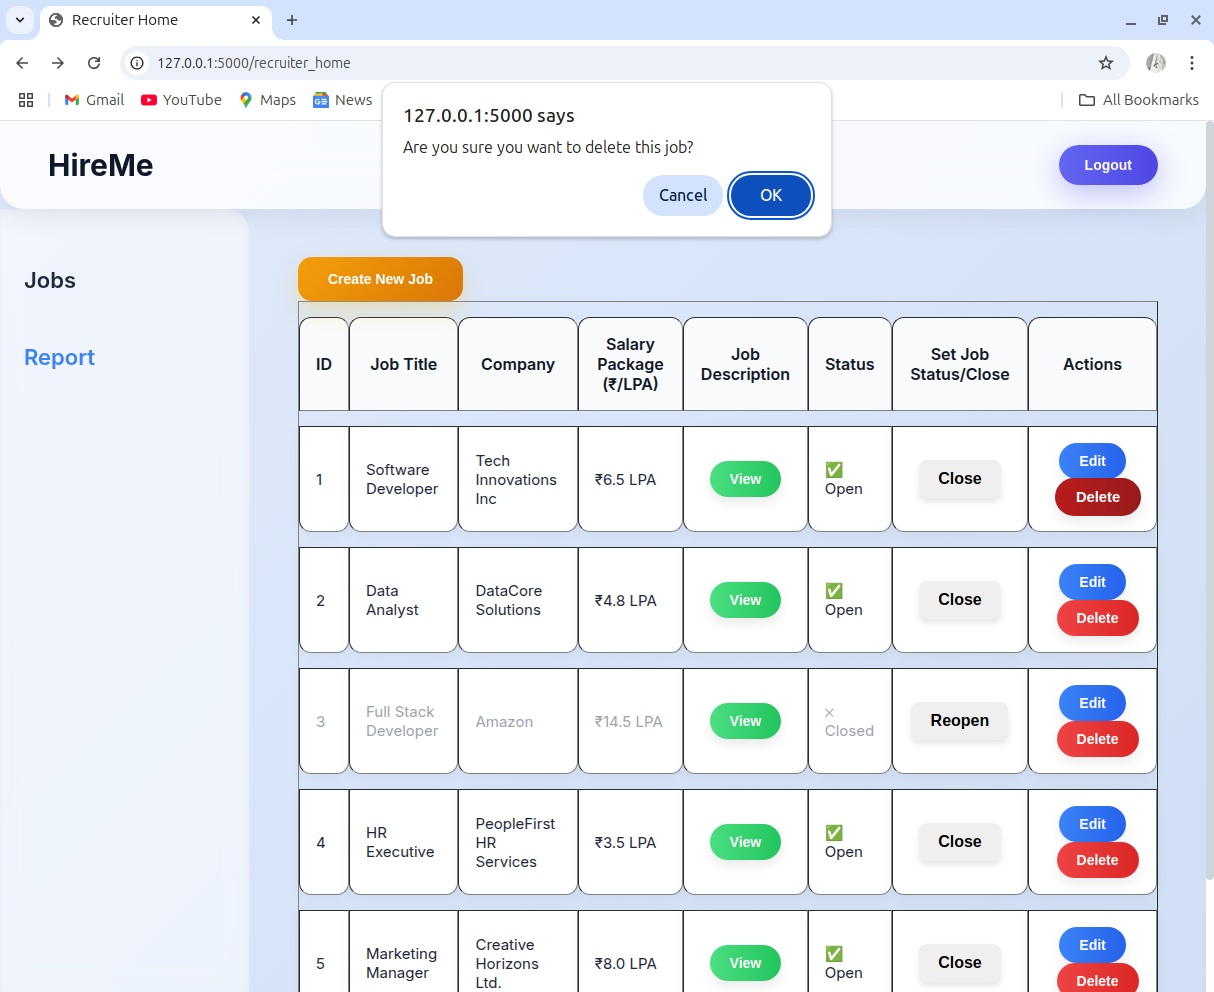 Recruiter Home
127.0.0.1:5000/recruiter_home
Gmail
YouTube
Maps
News
All Bookmarks
127.0.0.1:5000 says
Are you sure you want to delete this job?
Cancel
OK
HireMe
Logout
Jobs
Report
Create New Job
ID
Job Title
Company
Salary
Package
(₹/LPA)
Job
Description
Status
Set Job
Status/Close
Actions
1
Software
Developer
Tech
Innovations
Inc
₹6.5 LPA
View
✅
Open
Close
Edit
Delete
2
Data
Analyst
DataCore
Solutions
₹4.8 LPA
View
✅
Open
Close
Edit
Delete
3
Full Stack
Developer
Amazon
₹14.5 LPA
View
×
Closed
Reopen
Edit
Delete
4
HR
Executive
PeopleFirst
HR
Services
₹3.5 LPA
View
✅
Open
Close
Edit
Delete
5
Marketing
Manager
Creative
Horizons
Ltd.
₹8.0 LPA
View
✅
Open
Close
Edit
Delete